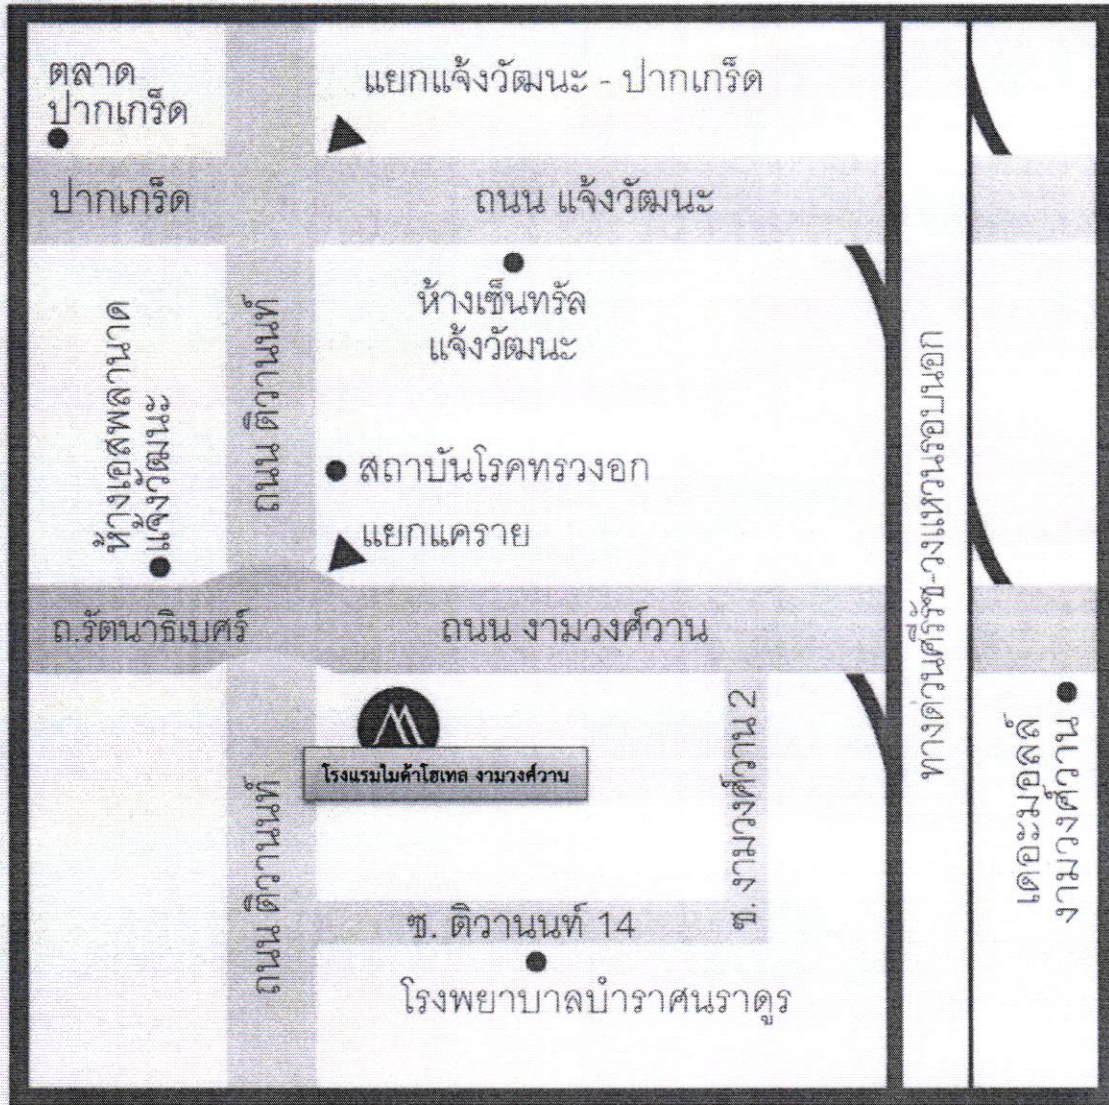 ตลาด
ปากเกร็ด
แยกแจ้งวัฒนะ - ปากเกร็ด
ปากเกร็ด
ถนน แจ้งวัฒนะ
ห้างเซ็นทรัล
แจ้งวัฒนะ
ถนน ติวานนท์
ห้างเอสพลานาด
แจ้งวัฒนะ
สถาบันโรคทรวงอก
แยกแคราย
ทางด่วนศรีรัช-วงแหวนรอบนอก
ถ.รัตนาธิเบศร์
ถนน งามวงศ์วาน
โรงแรมไมด้าโฮเทล งามวงศ์วาน
ซ. งามวงศ์วาน 2
เดอะมอลล์
งามวงศ์วาน
ถนน ติวานนท์
ซ. ติวานนท์ 14
โรงพยาบาลบำราศนราดูร